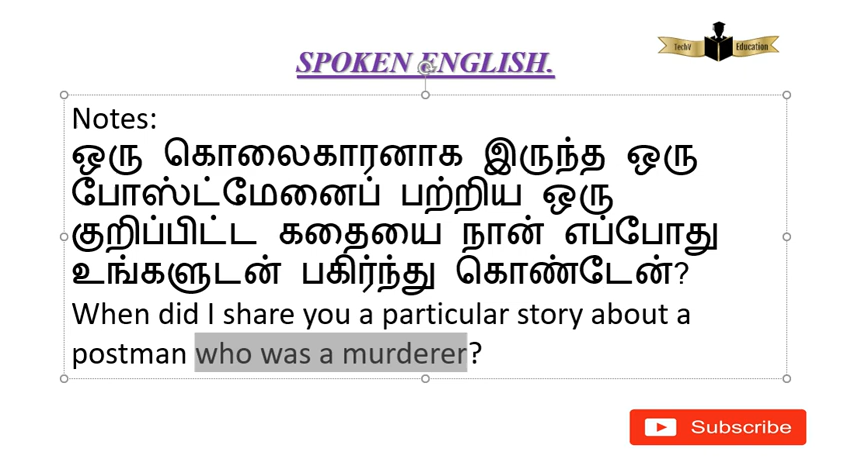 SPOKEN ENGLISH.
TechV Education
Notes:
ஒரு கொலைகாரனாக இருந்த ஒரு
போஸ்ட்மேனைப் பற்றிய ஒரு
குறிப்பிட்ட கதையை நான் எப்போது
உங்களுடன் பகிர்ந்து கொண்டேன்?
When did I share you a particular story about a
postman who was a murderer?
Subscribe